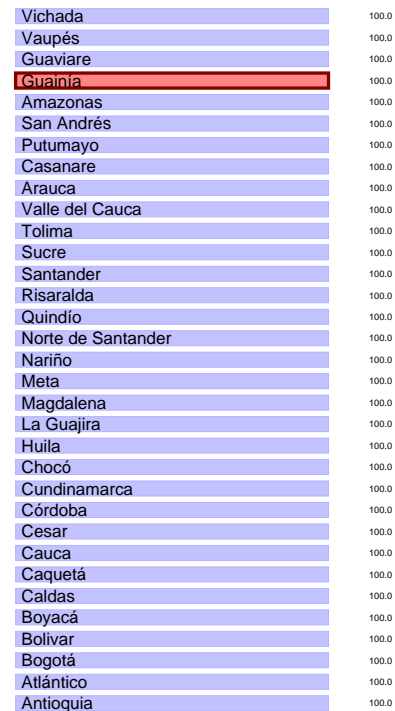 Vichada 100.0
Vaupés 100.0
Guaviare 100.0
Guainía 100.0
Amazonas 100.0
San Andrés 100.0
Putumayo 100.0
Casanare 100.0
Arauca 100.0
Valle del Cauca 100.0
Tolima 100.0
Sucre 100.0
Santander 100.0
Risaralda 100.0
Quindío 100.0
Norte de Santander 100.0
Nariño 100.0
Meta 100.0
Magdalena 100.0
La Guajira 100.0
Huila 100.0
Chocó 100.0
Cundinamarca 100.0
Córdoba 100.0
Cesar 100.0
Cauca 100.0
Caquetá 100.0
Caldas 100.0
Boyacá 100.0
Bolivar 100.0
Bogotá 100.0
Atlántico 100.0
Antioquia 100.0